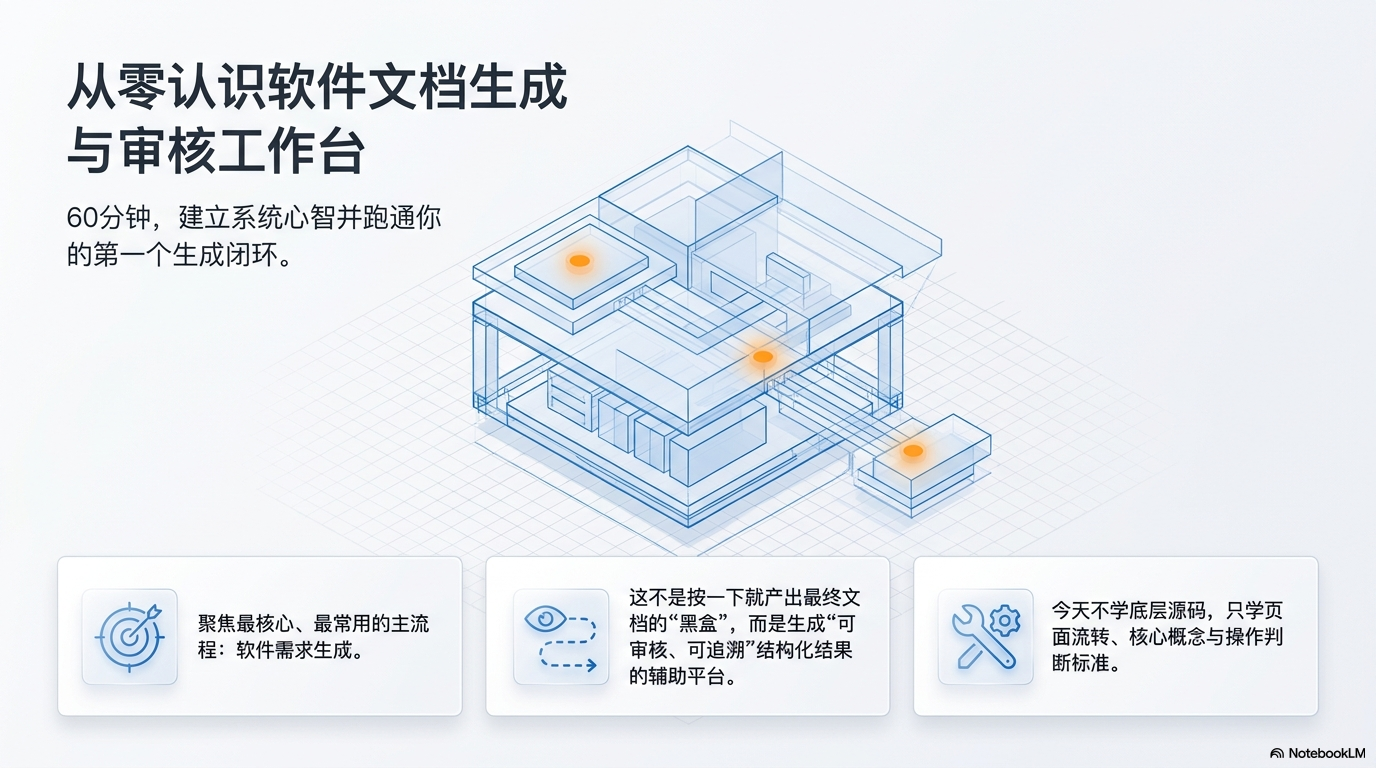 从零认识软件文档生成
与审核工作台
60分钟，建立系统心智并跑通你
的第一个生成闭环。
聚焦最核心、最常用的主流
程：软件需求生成。
这不是按一下就产出最终文
档的“黑盒”，而是生成“可
审核、可追溯”结构化结果
的辅助平台。
今天不学底层源码，只学页
面流转、核心概念与操作判
断标准。
NotebookLM